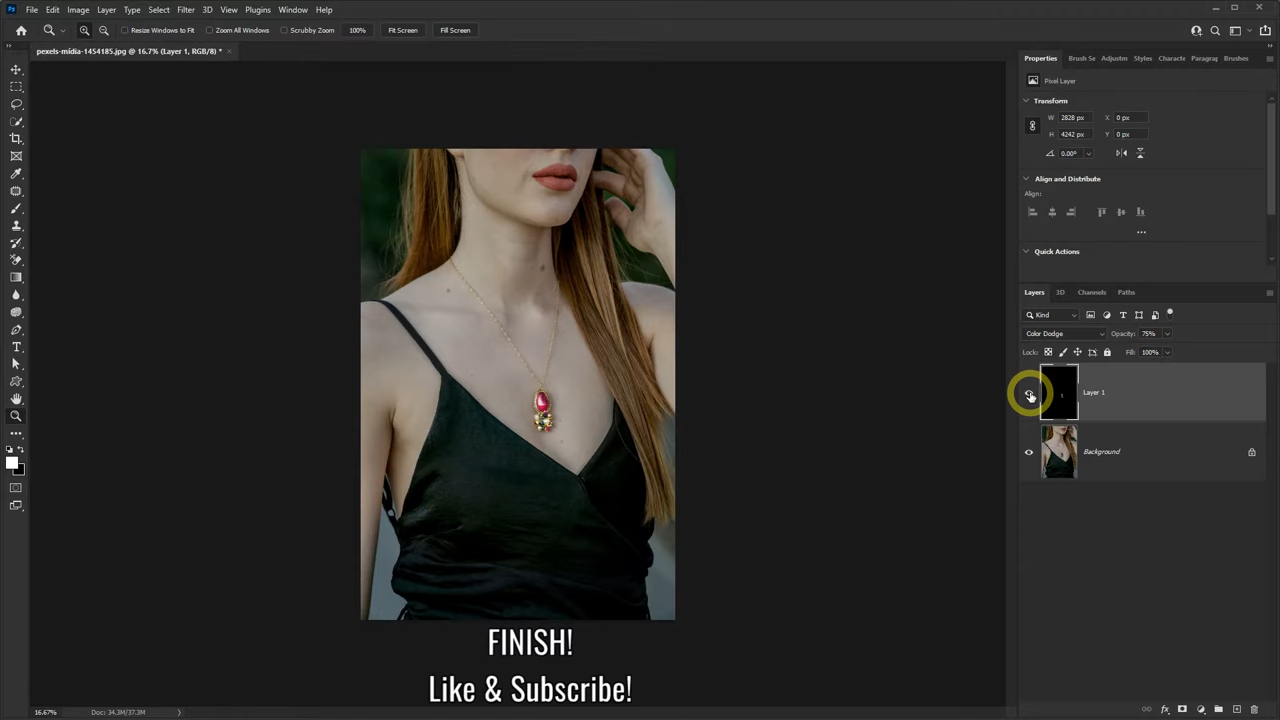 Ps File Edit Image Layer Type Select Filter 3D View Plugins Window Help
Resize Windows to Fit Zoom All Windows Scrubby Zoom 100% Fit Screen Fill Screen
pexels-mídia-1454185.jpg @ 16.7% (Layer 1, RGB/8) *
Properties Brush Se Adjustm Styles Characte Paragrap Brushes
Pixel Layer
Transform
W 2828 px X 0 px
H 4242 px Y 0 px
0.00°
Align and Distribute
Align:
Quick Actions
Layers 3D Channels Paths
Kind
Color Dodge Opacity: 75%
Lock: Fill: 100%
Layer 1
Background
FINISH!
Like & Subscribe!
16.67% Doc: 34.3M/37.3M